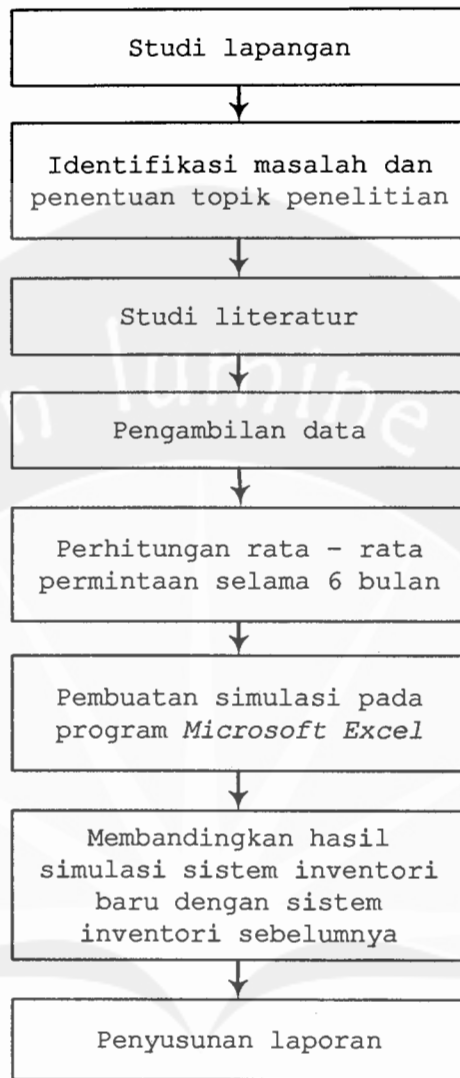 Studi lapangan
Identifikasi masalah dan
penentuan topik penelitian
Studi literatur
n lumine
Pengambilan data
Perhitungan rata - rata
permintaan selama 6 bulan
Pembuatan simulasi pada
program Microsoft Excel
Membandingkan hasil
simulasi sistem inventori
baru dengan sistem
inventori sebelumnya
Penyusunan laporan